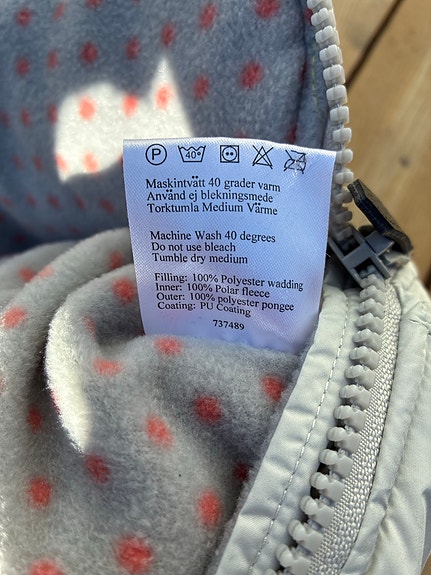 P 40°
Maskintvätt 40 grader varm
Använd ej blekningsmede
Torktumla Medium Värme
Machine Wash 40 degrees
Do not use bleach
Tumble dry medium
Filling: 100% Polyester wadding
Inner: 100% Polar fleece
Outer: 100% polyester pongee
Coating: PU Coating
737489